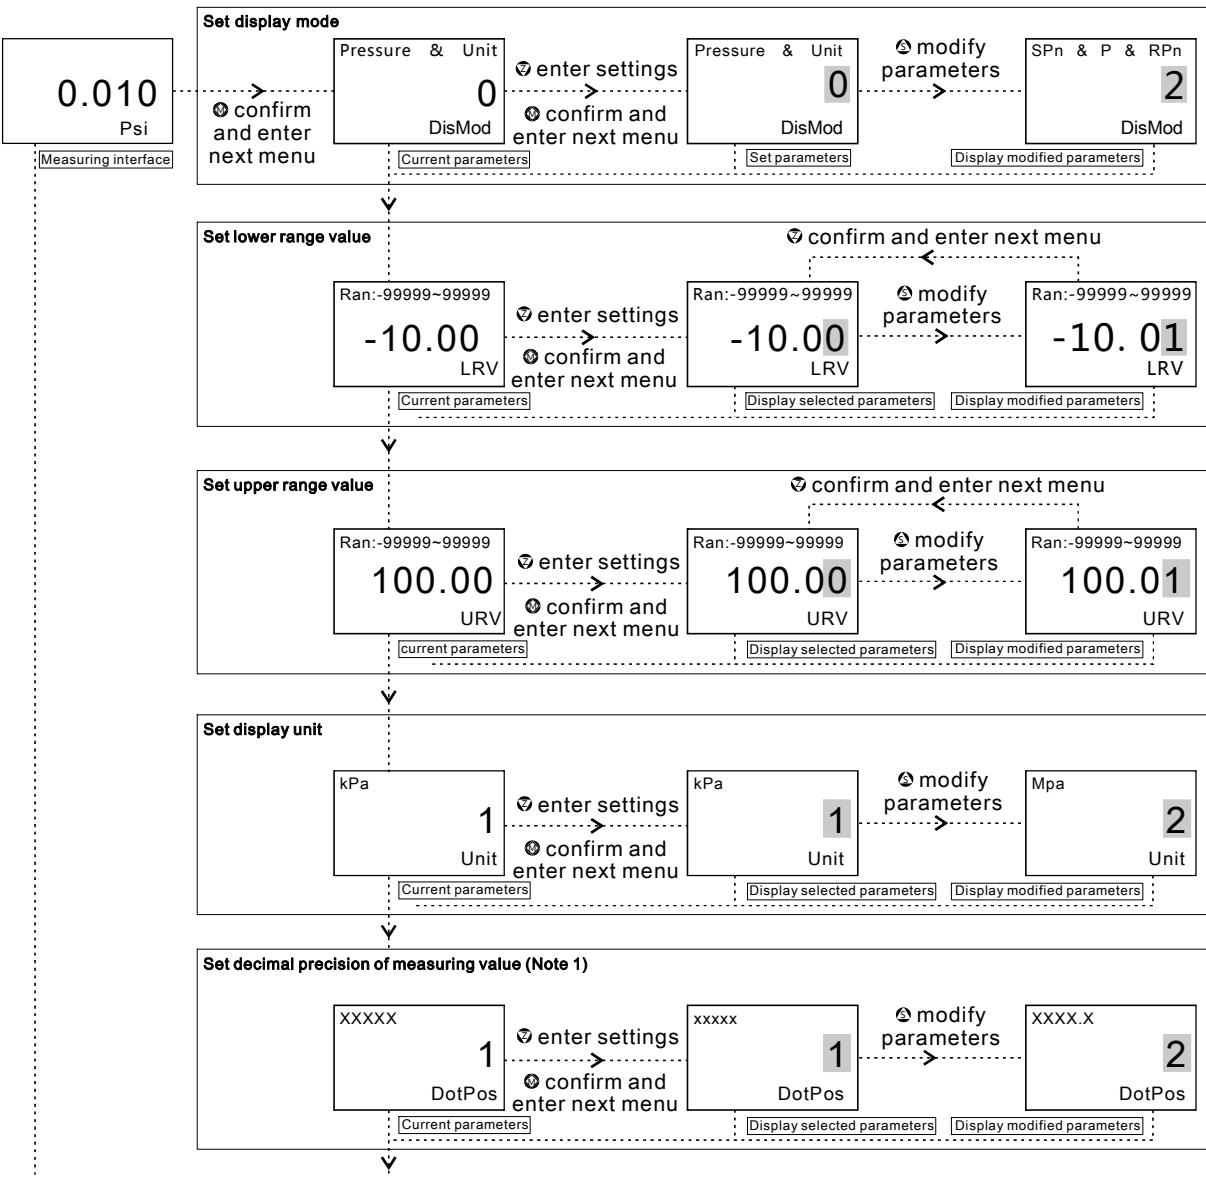 Set display mode
0.010
Psi
Measuring interface
Ⓜ confirm
and enter
next menu
Pressure & Unit
0
DisMod
Current parameters
Ⓩ enter settings
Ⓜ confirm and
enter next menu
Pressure & Unit
0
DisMod
Set parameters
Ⓢ modify
parameters
SPn & P & RPn
2
DisMod
Display modified parameters
Set lower range value
Ⓩ confirm and enter next menu
Ran:-99999~99999
-10.00
LRV
Current parameters
Ⓩ enter settings
Ⓜ confirm and
enter next menu
Ran:-99999~99999
-10.00
LRV
Display selected parameters
Ⓢ modify
parameters
Ran:-99999~99999
-10. 01
LRV
Display modified parameters
Set upper range value
Ⓩ confirm and enter next menu
Ran:-99999~99999
100.00
URV
current parameters
Ⓩ enter settings
Ⓜ confirm and
enter next menu
Ran:-99999~99999
100.00
URV
Display selected parameters
Ⓢ modify
parameters
Ran:-99999~99999
100.01
URV
Display modified parameters
Set display unit
kPa
1
Unit
Current parameters
Ⓩ enter settings
Ⓜ confirm and
enter next menu
kPa
1
Unit
Display selected parameters
Ⓢ modify
parameters
Mpa
2
Unit
Display modified parameters
Set decimal precision of measuring value (Note 1)
XXXXX
1
DotPos
Current parameters
Ⓩ enter settings
Ⓜ confirm and
enter next menu
xxxxx
1
DotPos
Display selected parameters
Ⓢ modify
parameters
XXXX.X
2
DotPos
Display modified parameters